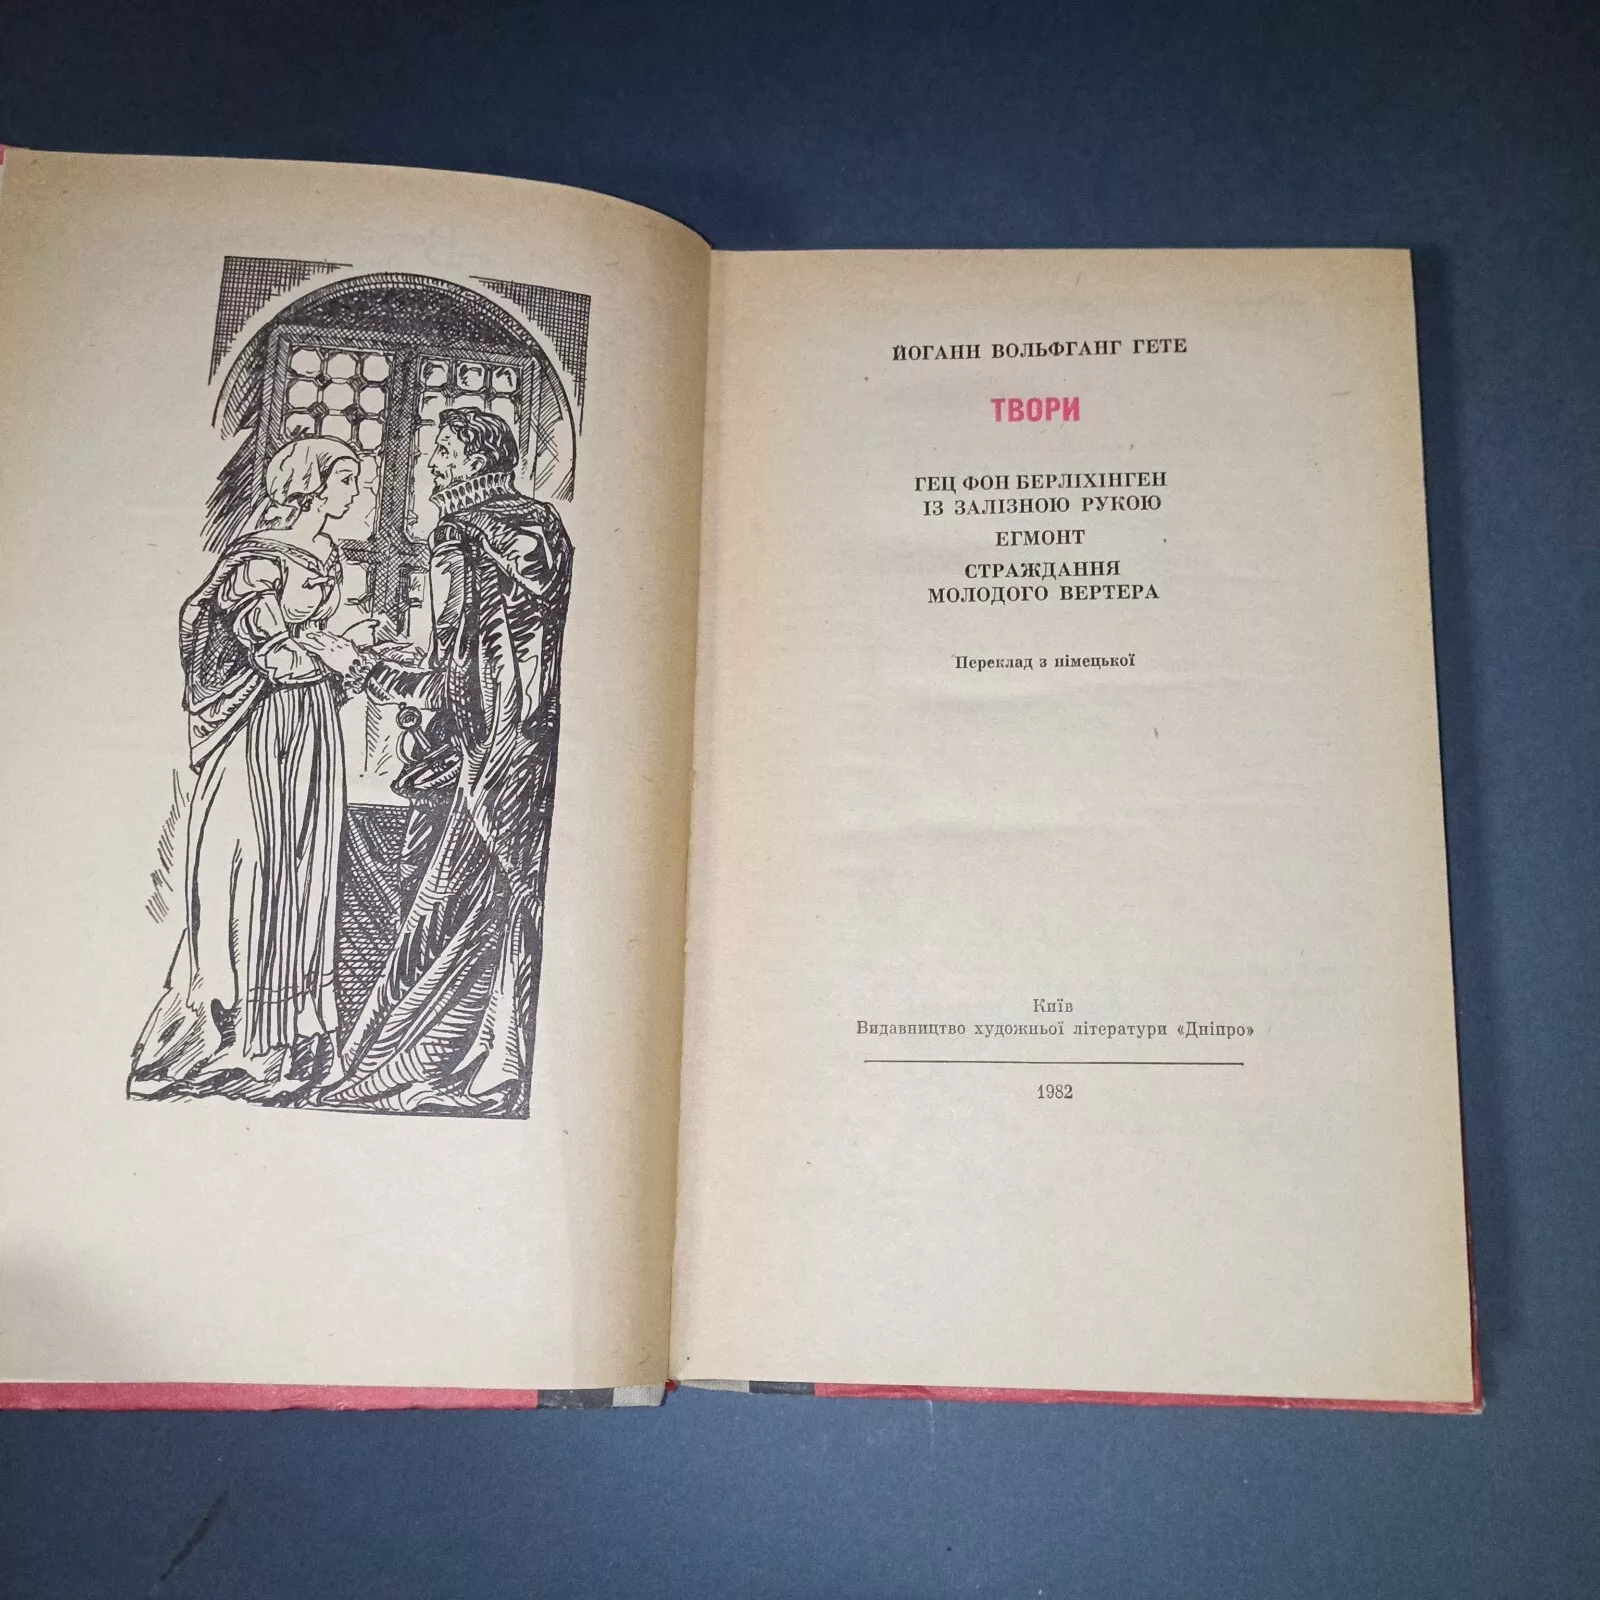 ЙОГАНН ВОЛЬФГАНГ ГЕТЕ
ТВОРИ
ГЕЦ ФОН БЕРЛІХІНГЕН
ІЗ ЗАЛІЗНОЮ РУКОЮ
ЕГМОНТ
СТРАЖДАННЯ
МОЛОДОГО ВЕРТЕРА
Переклад з німецької
Київ
Видавництво художньої літератури «Дніпро»
1982